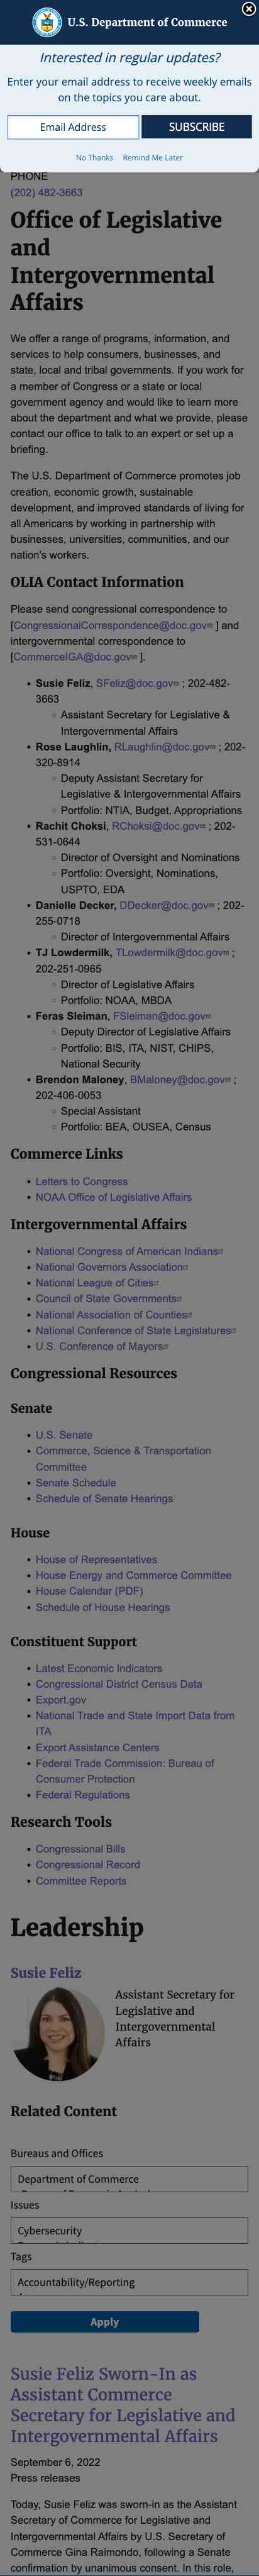 U.S. Department of Commerce
Interested in regular updates?
Enter your email address to receive weekly emails
on the topics you care about.
Email Address
SUBSCRIBE
No Thanks Remind Me Later
PHONE
(202) 482-3663
Office of Legislative
and
Intergovernmental
Affairs
We offer a range of programs, information, and
services to help consumers, businesses, and
state, local and tribal governments. If you work for
a member of Congress or a state or local
government agency and would like to learn more
about the department and what we provide, please
contact our office to talk to an expert or set up a
briefing.
The U.S. Department of Commerce promotes job
creation, economic growth, sustainable
development, and improved standards of living for
all Americans by working in partnership with
businesses, universities, communities, and our
nation's workers.
OLIA Contact Information
Please send congressional correspondence to
[CongressionalCorrespondence@doc.gov ] and
intergovernmental correspondence to
[CommerceIGA@doc.gov ].
• Susie Feliz, SFeliz@doc.gov ; 202-482-
3663
◦ Assistant Secretary for Legislative &
Intergovernmental Affairs
• Rose Laughlin, RLaughlin@doc.gov ; 202-
320-8914
◦ Deputy Assistant Secretary for
Legislative & Intergovernmental Affairs
◦ Portfolio: NTIA, Budget, Appropriations
• Rachit Choksi, RChoksi@doc.gov ; 202-
531-0644
◦ Director of Oversight and Nominations
◦ Portfolio: Oversight, Nominations,
USPTO, EDA
• Danielle Decker, DDecker@doc.gov ; 202-
255-0718
◦ Director of Intergovernmental Affairs
• TJ Lowdermilk, TLowdermilk@doc.gov ;
202-251-0965
◦ Director of Legislative Affairs
◦ Portfolio: NOAA, MBDA
• Feras Sleiman, FSleiman@doc.gov
◦ Deputy Director of Legislative Affairs
◦ Portfolio: BIS, ITA, NIST, CHIPS,
National Security
• Brendon Maloney, BMaloney@doc.gov ;
202-406-0053
◦ Special Assistant
◦ Portfolio: BEA, OUSEA, Census
Commerce Links
• Letters to Congress
• NOAA Office of Legislative Affairs
Intergovernmental Affairs
• National Congress of American Indians
• National Governors Association
• National League of Cities
• Council of State Governments
• National Association of Counties
• National Conference of State Legislatures
• U.S. Conference of Mayors
Congressional Resources
Senate
• U.S. Senate
• Commerce, Science & Transportation
Committee
• Senate Schedule
• Schedule of Senate Hearings
House
• House of Representatives
• House Energy and Commerce Committee
• House Calendar (PDF)
• Schedule of House Hearings
Constituent Support
• Latest Economic Indicators
• Congressional District Census Data
• Export.gov
• National Trade and State Import Data from
ITA
• Export Assistance Centers
• Federal Trade Commission: Bureau of
Consumer Protection
• Federal Regulations
Research Tools
• Congressional Bills
• Congressional Record
• Committee Reports
Leadership
Susie Feliz
Assistant Secretary for
Legislative and
Intergovernmental
Affairs
Related Content
Bureaus and Offices
Department of Commerce
Issues
Cybersecurity
Tags
Accountability/Reporting
Apply
Susie Feliz Sworn-In as
Assistant Commerce
Secretary for Legislative and
Intergovernmental Affairs
September 6, 2022
Press releases
Today, Susie Feliz was sworn-in as the Assistant
Secretary of Commerce for Legislative and
Intergovernmental Affairs by U.S. Secretary of
Commerce Gina Raimondo, following a Senate
confirmation by unanimous consent. In this role,